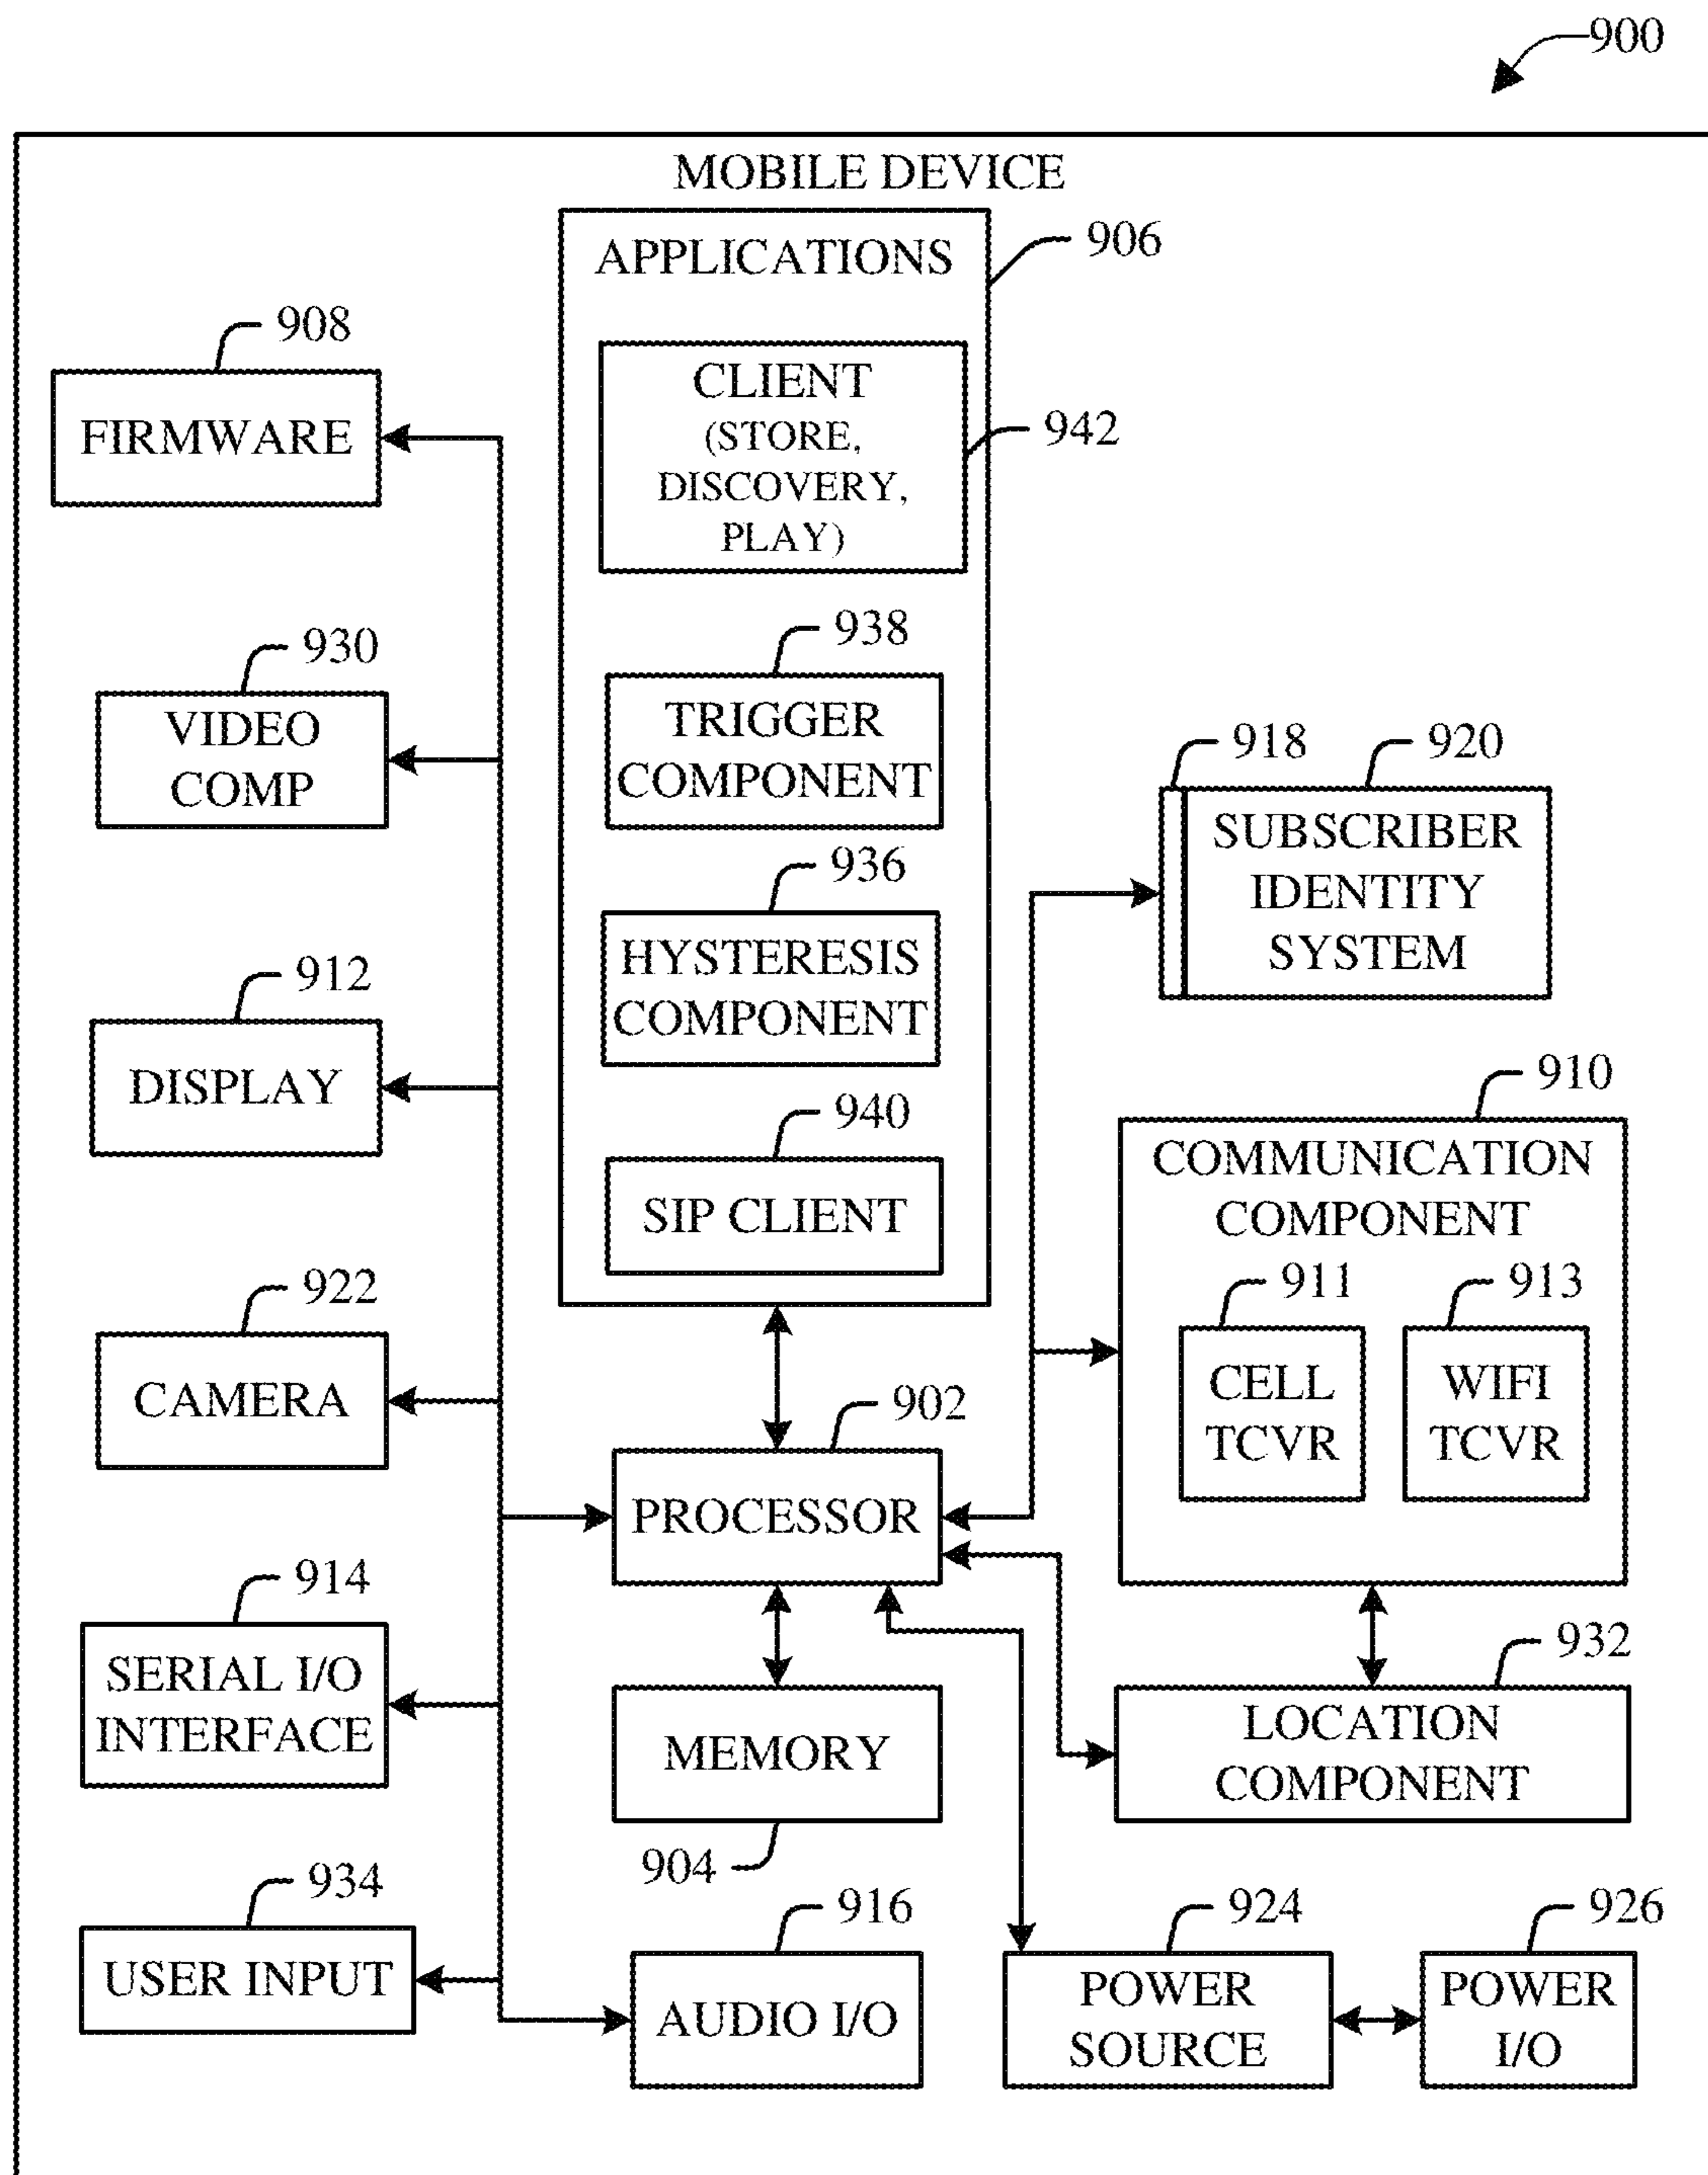 900
MOBILE DEVICE
APPLICATIONS
906
CLIENT
(STORE,
DISCOVERY,
PLAY)
942
908
FIRMWARE
938
TRIGGER
COMPONENT
930
VIDEO
COMP
918
920
SUBSCRIBER
IDENTITY
SYSTEM
936
HYSTERESIS
COMPONENT
912
DISPLAY
940
SIP CLIENT
910
COMMUNICATION
COMPONENT
911
CELL
TCVR
913
WIFI
TCVR
922
CAMERA
902
PROCESSOR
914
SERIAL I/O
INTERFACE
MEMORY
904
932
LOCATION
COMPONENT
934
USER INPUT
916
AUDIO I/O
924
POWER
SOURCE
926
POWER
I/O